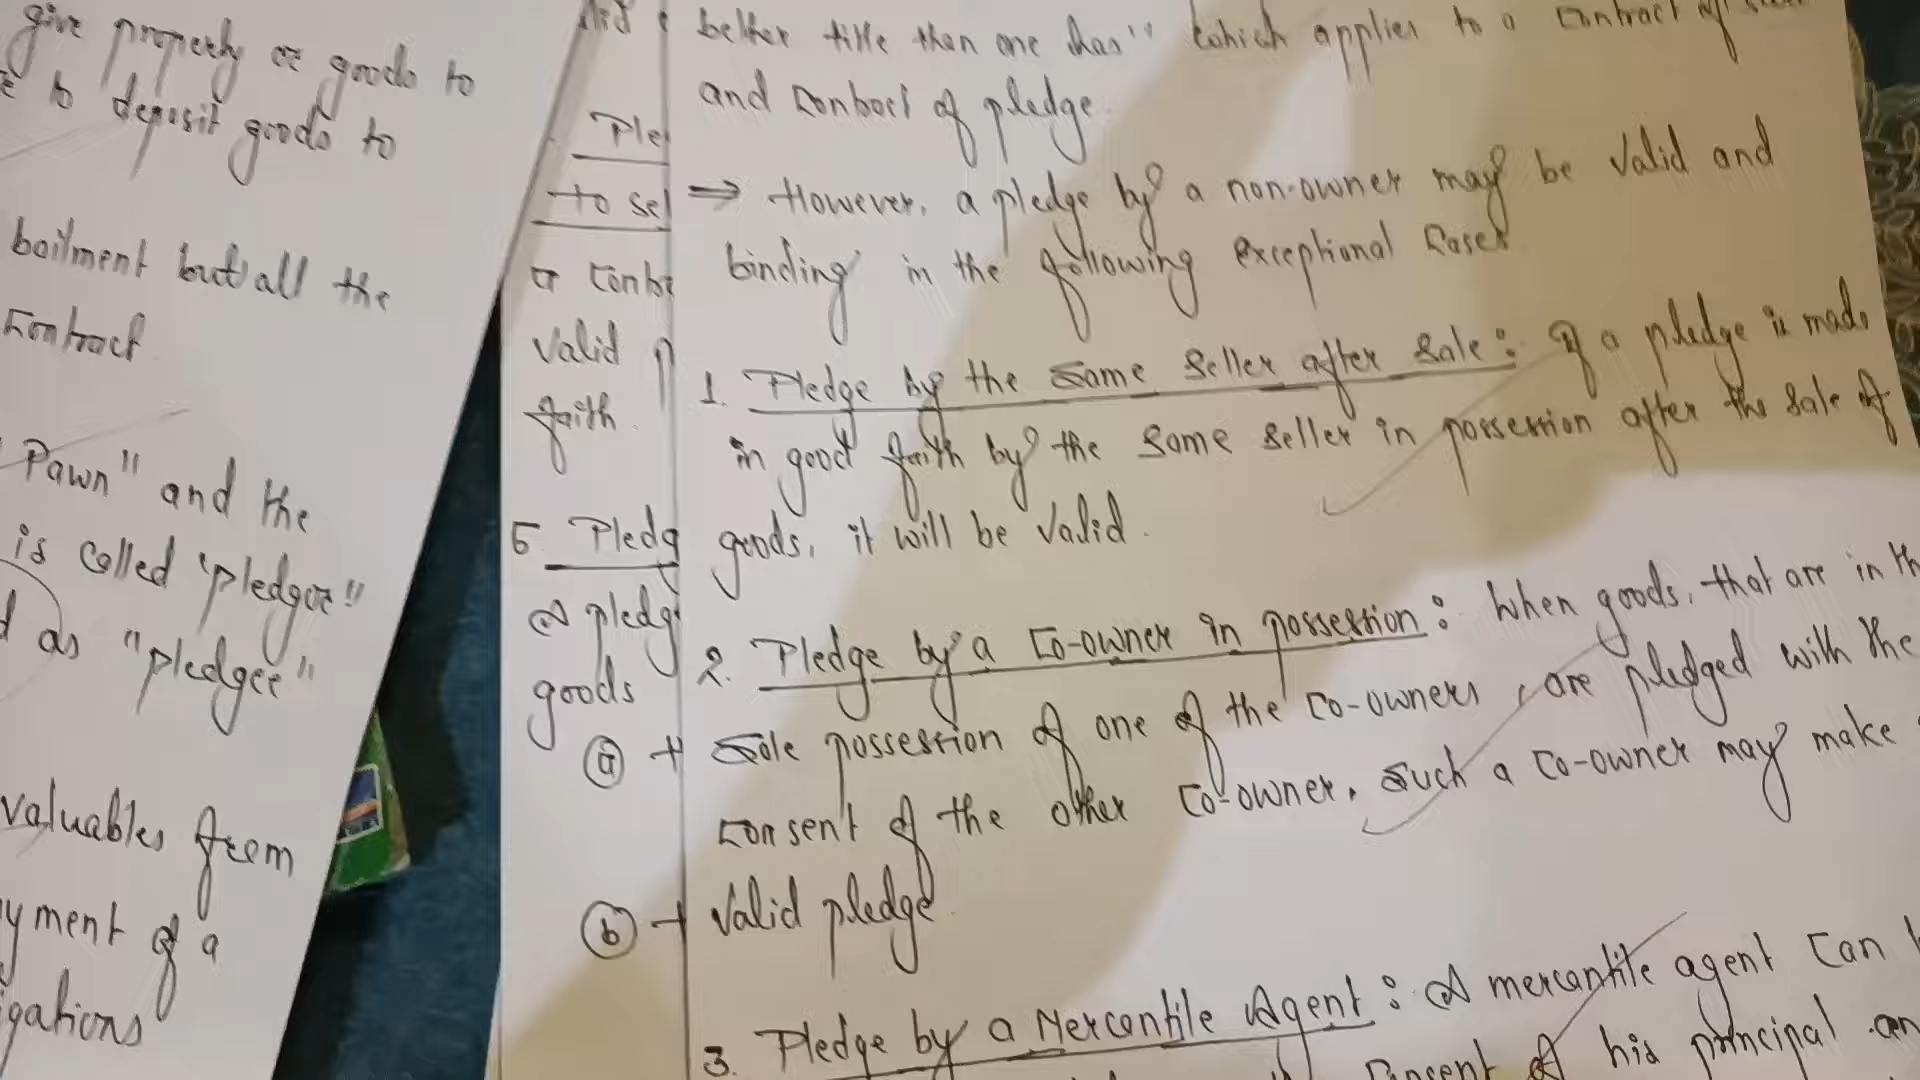 give property or goods to
to deposit goods to
bailment but all the
contract
Pawn" and the
is called "pledgor"
as "pledgee"
valuables from
of a
Ple
to sel
valid
faith.
5 Pledg
A pledg
goods
(a)
(b)
better title than one has" which applies to a contract of
and contract of pledge.
⇒ However, a pledge by a non-owner may be valid and
binding in the following exceptional cases
1. Pledge by the same seller after sale: If a pledge is made
in good faith by the same seller in possession after the sale of
goods, it will be valid.
2. Pledge by a co-owner in possession: When goods, that are in
sole possession of one of the co-owners, are pledged with the
consent of the other co-owner. Such a co-owner may make
valid pledge.
3. Pledge by a Mercantile Agent: A mercantile agent can
consent of his principal